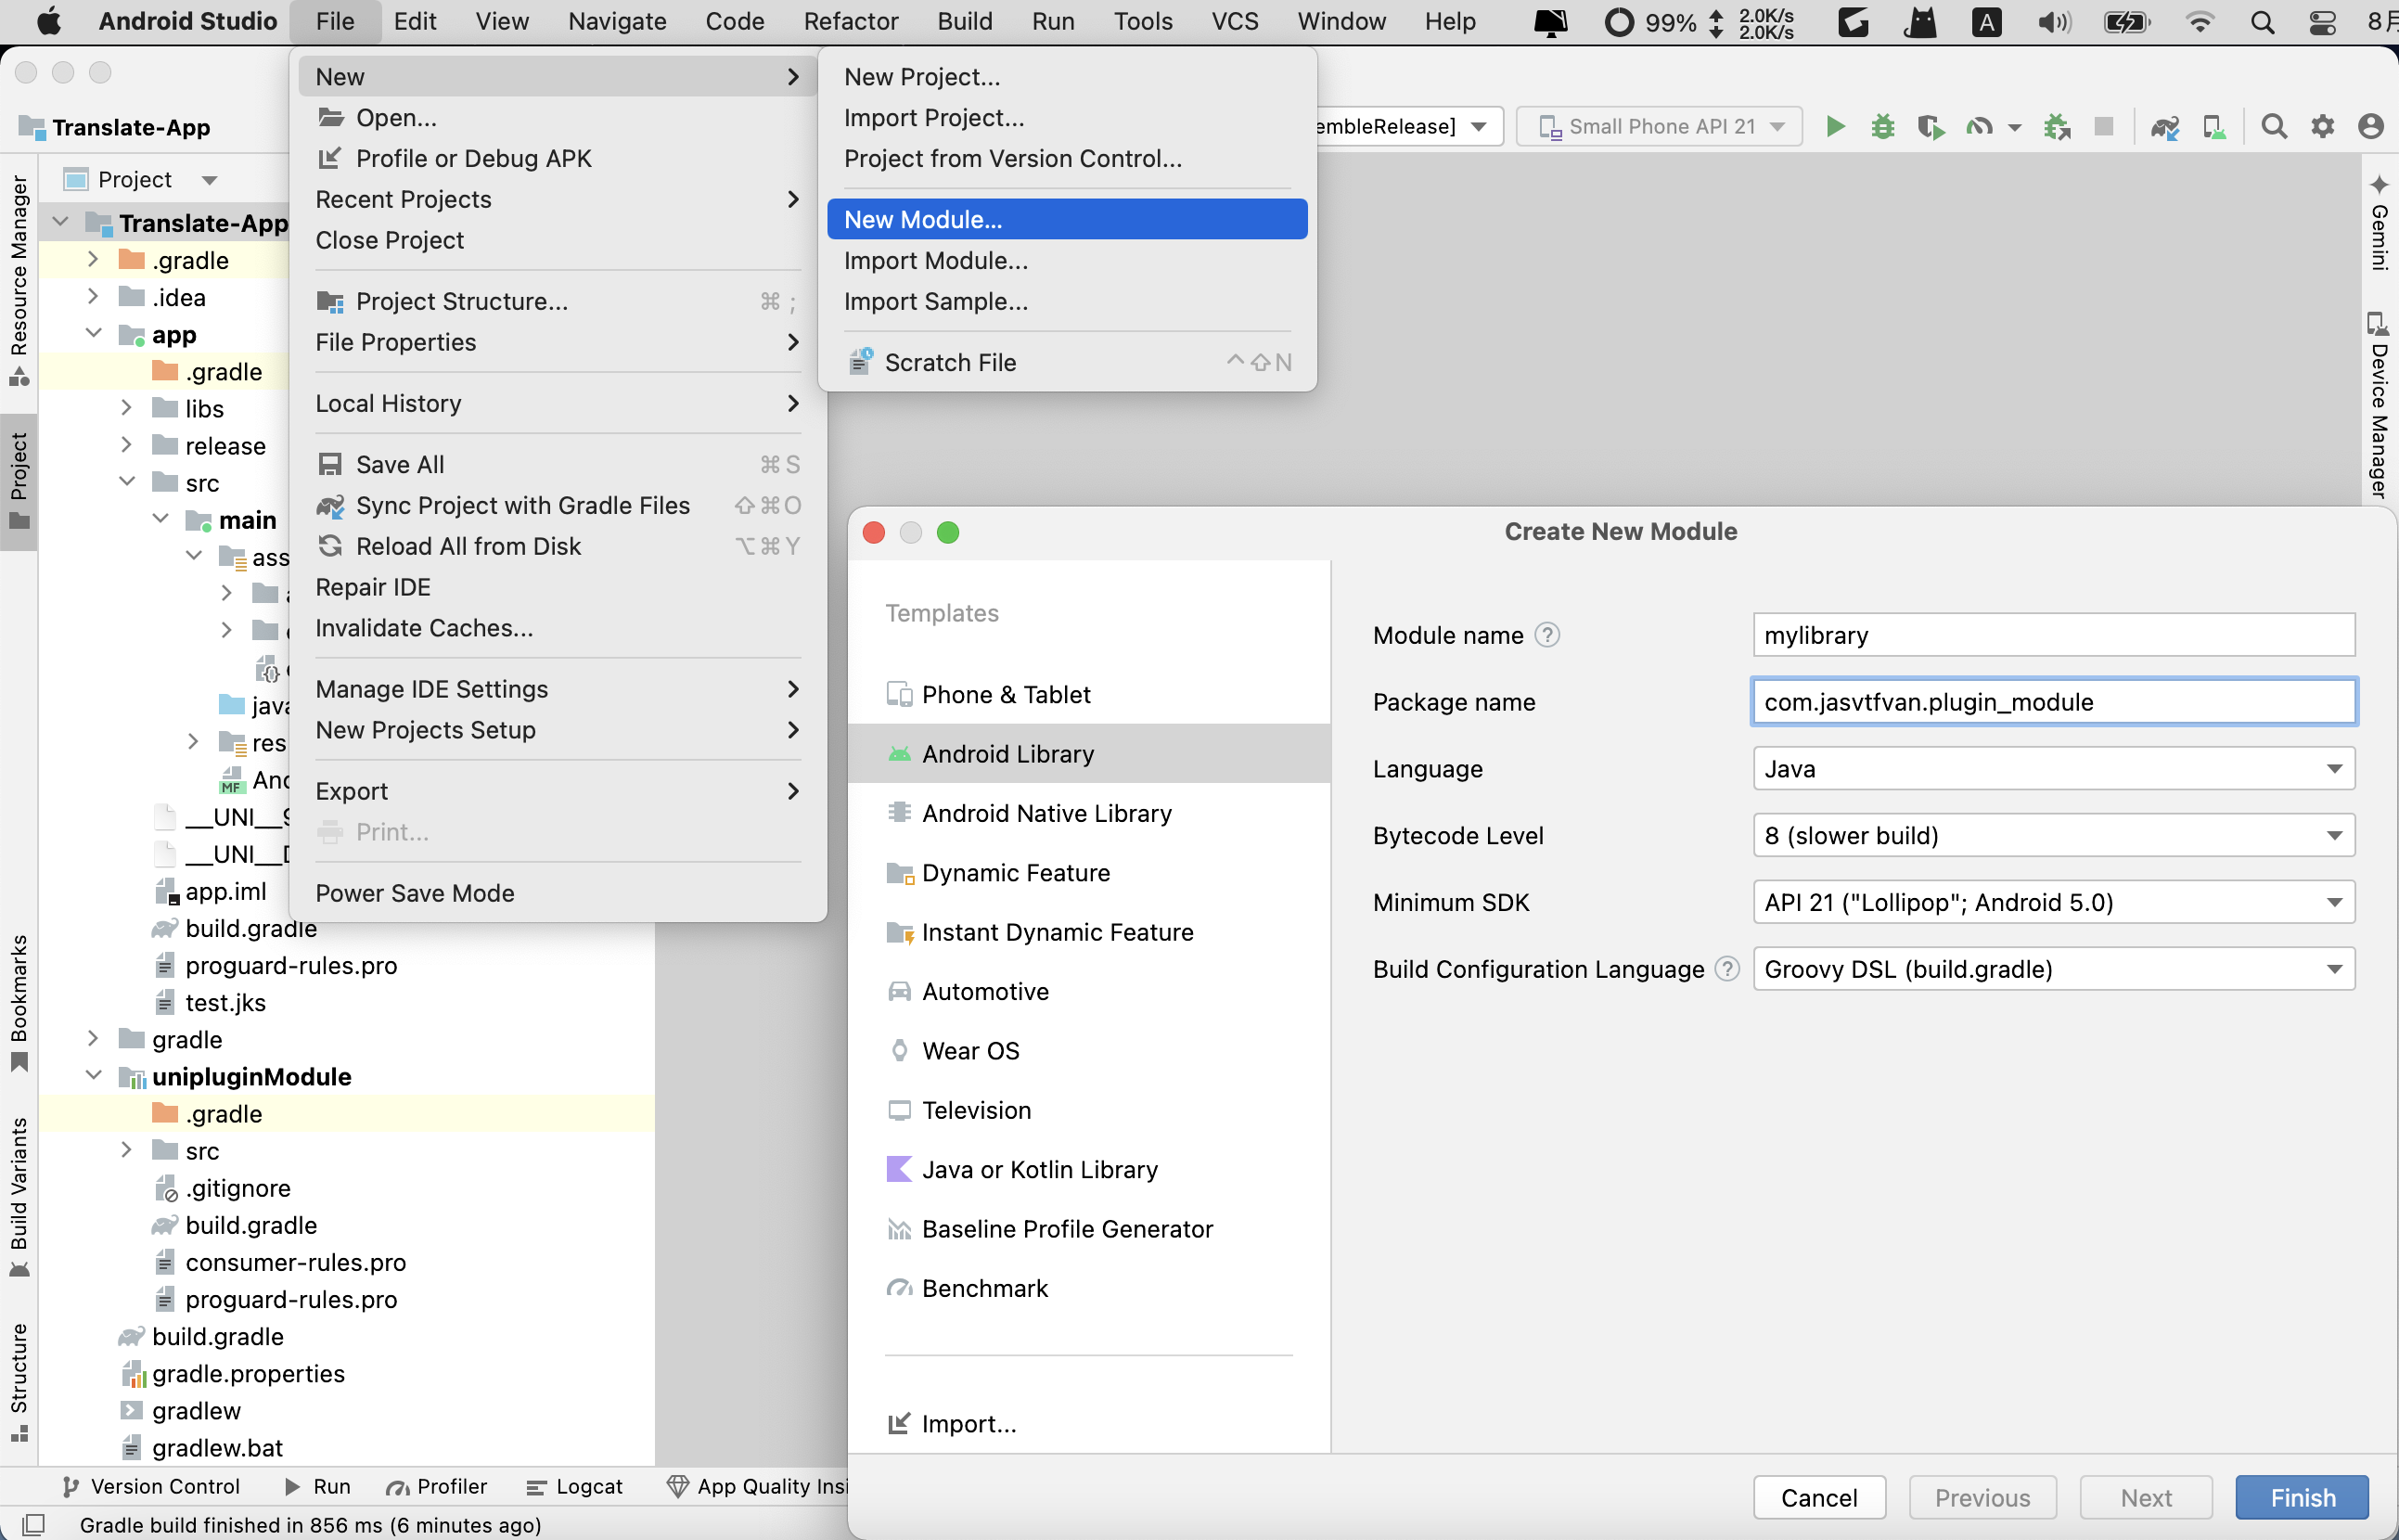 Android Studio File Edit View Navigate Code Refactor Build Run Tools VCS Window Help 99% 2.0K/s 2.0K/s A 8月
Translate-App
embleRelease] Small Phone API 21
New
Open...
Profile or Debug APK
Recent Projects
Close Project
Project Structure... ⌘ ;
File Properties
Local History
Save All ⌘ S
Sync Project with Gradle Files ⇧⌘O
Reload All from Disk ⌥⌘Y
Repair IDE
Invalidate Caches...
Manage IDE Settings
New Projects Setup
Export
Print...
Power Save Mode
New Project...
Import Project...
Project from Version Control...
New Module...
Import Module...
Import Sample...
Scratch File ^⇧N
Resource Manager
Project
Bookmarks
Build Variants
Structure
Project
Translate-App
.gradle
.idea
app
.gradle
libs
release
src
main
ass
java
res
MF
__UNI__
__UNI__
app.iml
build.gradle
proguard-rules.pro
test.jks
gradle
unipluginModule
.gradle
src
.gitignore
build.gradle
consumer-rules.pro
proguard-rules.pro
build.gradle
gradle.properties
gradlew
gradlew.bat
Gemini
Device Manager
Create New Module
Templates
Phone & Tablet
Android Library
Android Native Library
Dynamic Feature
Instant Dynamic Feature
Automotive
Wear OS
Television
Java or Kotlin Library
Baseline Profile Generator
Benchmark
Import...
Module name ? mylibrary
Package name com.jasvtfvan.plugin_module
Language Java
Bytecode Level 8 (slower build)
Minimum SDK API 21 ("Lollipop"; Android 5.0)
Build Configuration Language ? Groovy DSL (build.gradle)
Cancel Previous Next Finish
Version Control Run Profiler Logcat App Quality Insi
Gradle build finished in 856 ms (6 minutes ago)